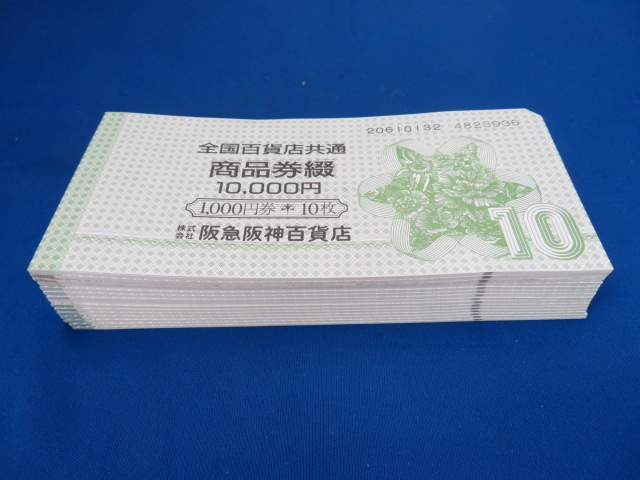 20610132 4823936
全国百貨店共通
商品券綴
10,000円
1,000円券＊10枚
株式会社 阪急阪神百貨店
10